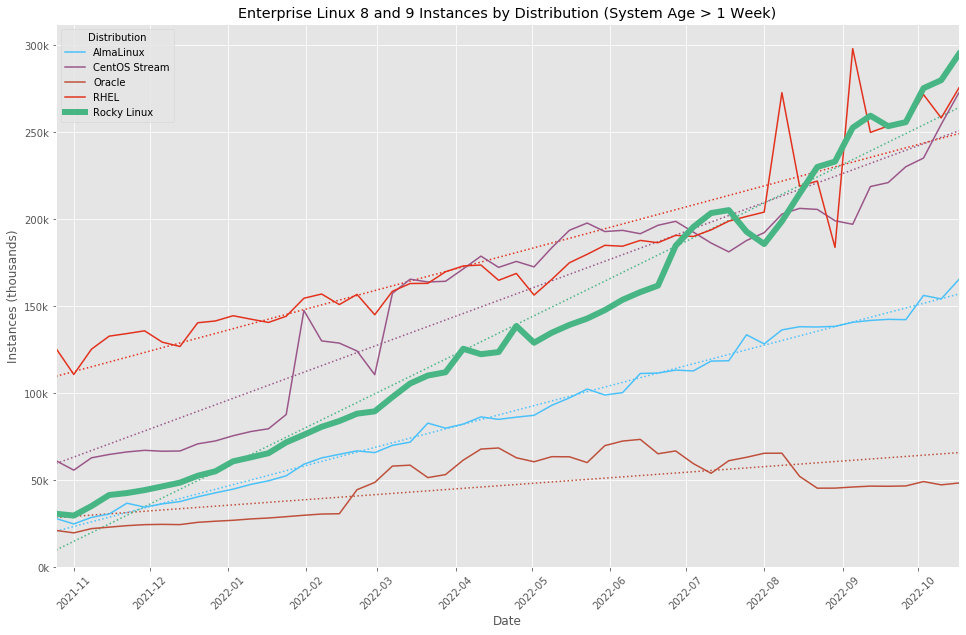 Enterprise Linux 8 and 9 Instances by Distribution (System Age > 1 Week)
Distribution
AlmaLinux
CentOS Stream
Oracle
RHEL
Rocky Linux
Instances (thousands)
300k
250k
200k
150k
100k
50k
0k
2021-11
2021-12
2022-01
2022-02
2022-03
2022-04
2022-05
2022-06
2022-07
2022-08
2022-09
2022-10
Date